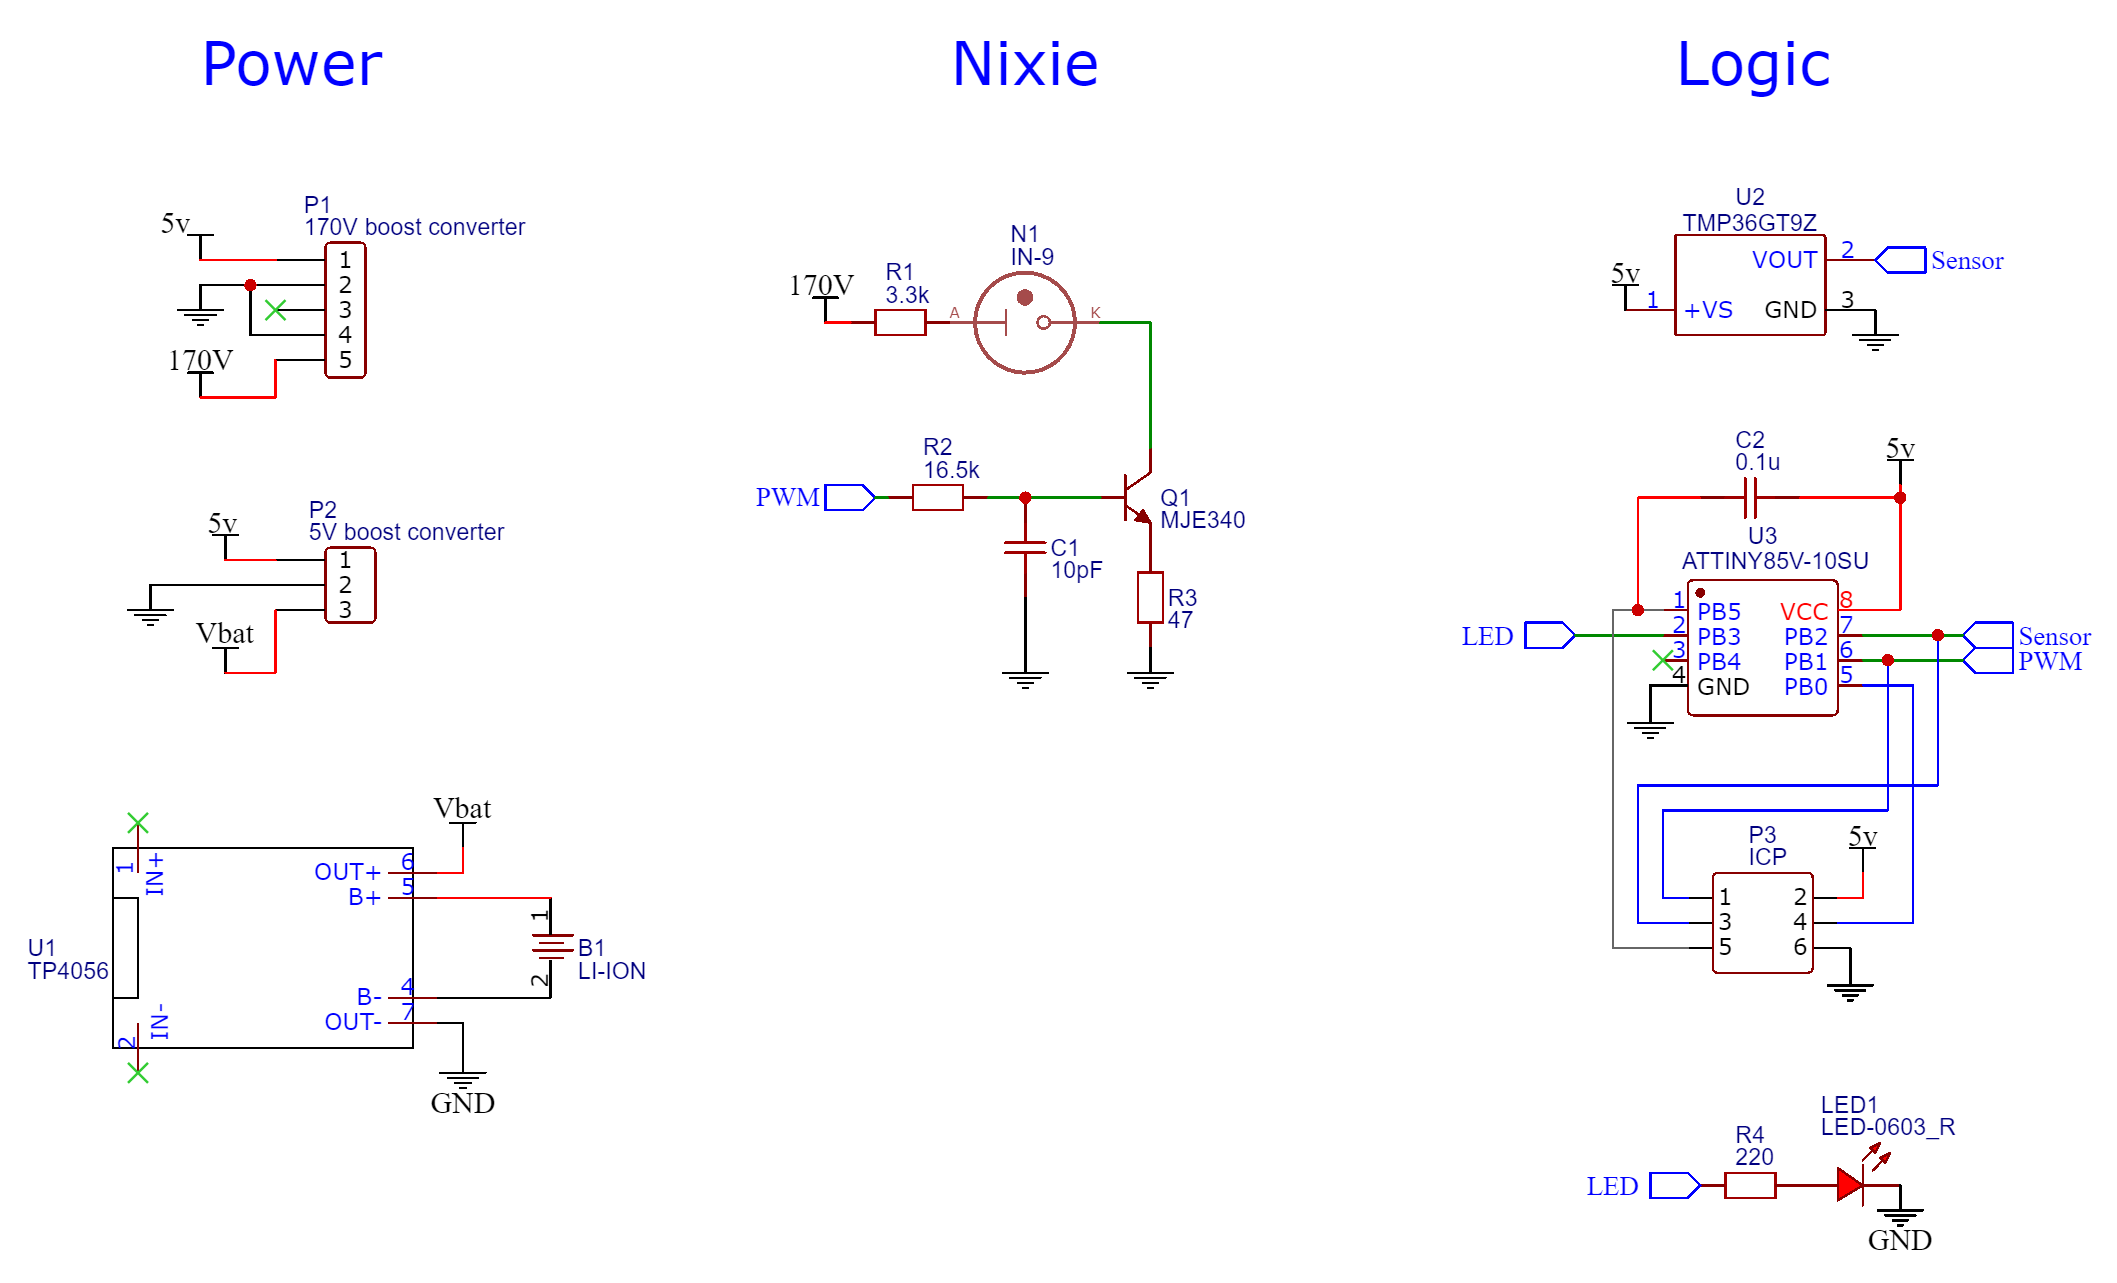 Power
Nixie
Logic
P1
170V boost converter
5v
1
2
3
4
5
170V
P2
5V boost converter
5v
1
2
3
Vbat
Vbat
1
IN+
OUT+
6
5
B+
1
B1
LI-ION
2
U1
TP4056
B-
4
7
OUT-
2
IN-
GND
N1
IN-9
170V
R1
3.3k
A
K
R2
16.5k
PWM
Q1
MJE340
C1
10pF
R3
47
U2
TMP36GT9Z
VOUT
2
Sensor
5v
1
+VS
GND
3
C2
0.1u
5v
U3
ATTINY85V-10SU
1
PB5
VCC
8
LED
2
PB3
PB2
7
Sensor
3
PB4
PB1
6
PWM
4
GND
PB0
5
P3
ICP
5v
1
2
3
4
5
6
LED1
LED-0603_R
R4
220
LED
GND